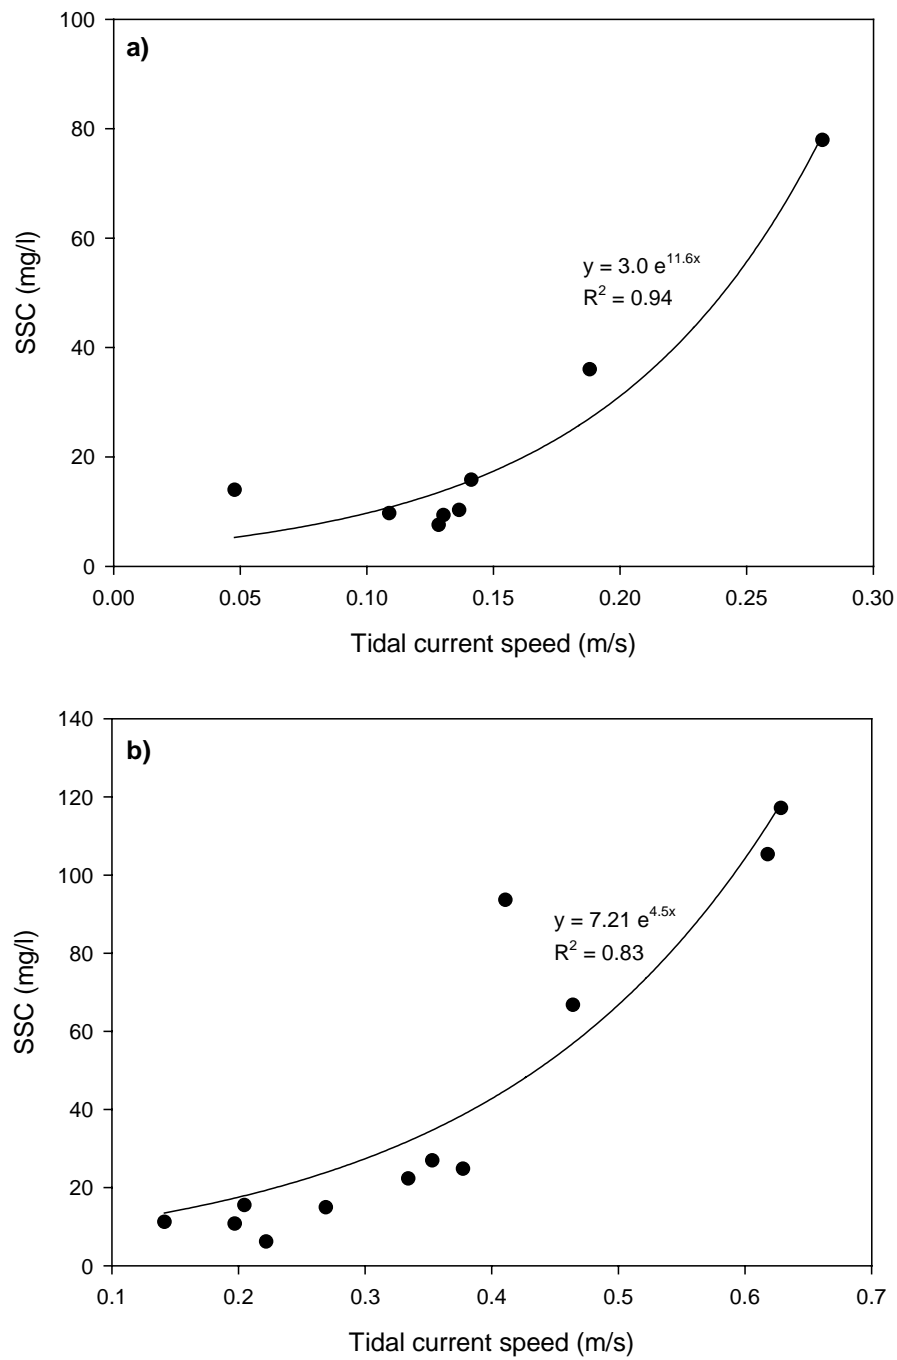 100
a)
80
60
y = 3.0 e^11.6x
R^2 = 0.94
SSC (mg/l)
40
20
0
0.00 0.05 0.10 0.15 0.20 0.25 0.30
Tidal current speed (m/s)
140
b)
120
100
y = 7.21 e^4.5x
R^2 = 0.83
80
SSC (mg/l)
60
40
20
0
0.1 0.2 0.3 0.4 0.5 0.6 0.7
Tidal current speed (m/s)